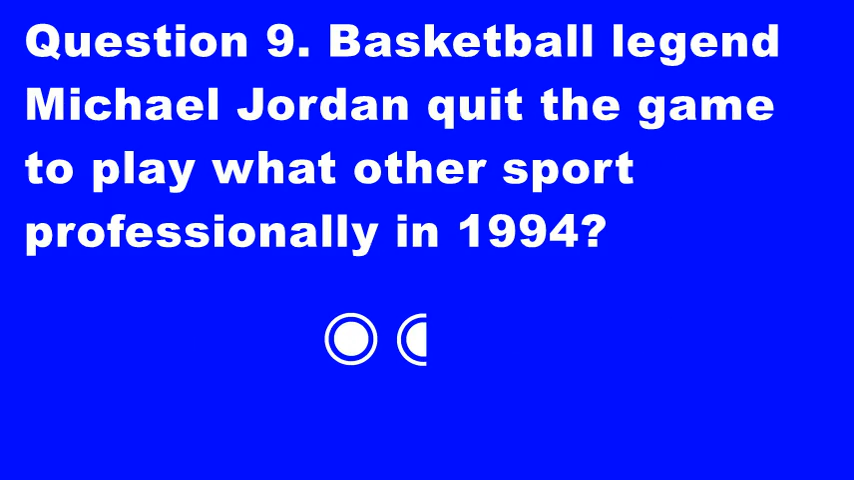 Question 9. Basketball legend
Michael Jordan quit the game
to play what other sport
professionally in 1994?